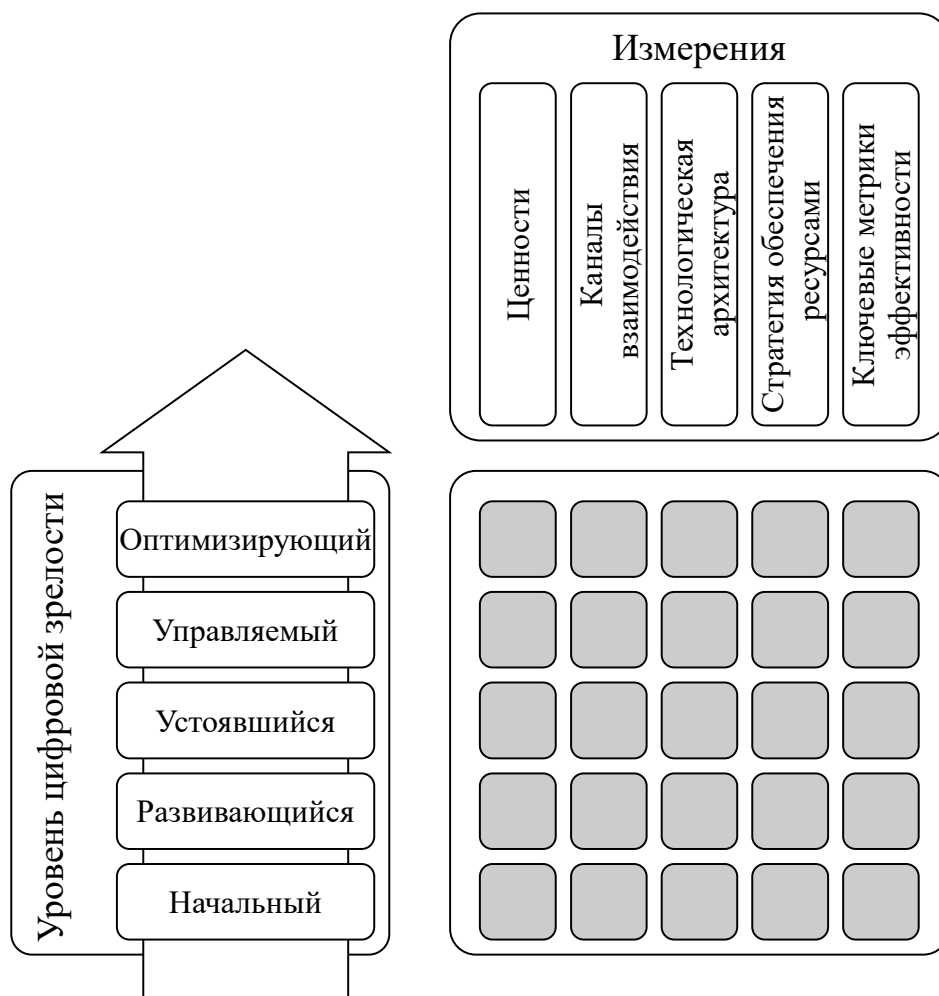 Измерения
Ценности
Каналы
взаимодействия
Технологическая
архитектура
Стратегия обеспечения
ресурсами
Ключевые метрики
эффективности
Уровень цифровой зрелости
Оптимизирующий
Управляемый
Устоявшийся
Развивающийся
Начальный